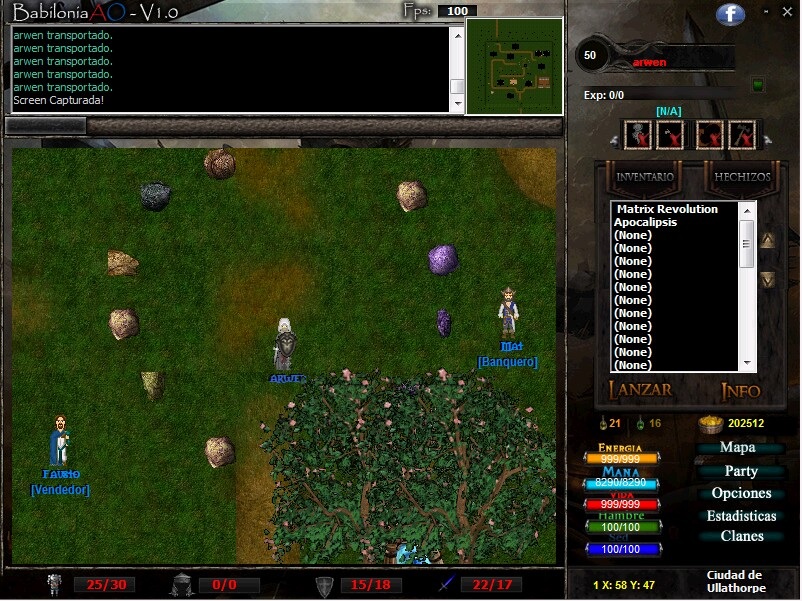 BabiloniaAO - V1.0
Fps: 100
arwen transportado.
arwen transportado.
arwen transportado.
arwen transportado.
arwen transportado.
Screen Capturada!
f
50
arwen
Exp: 0/0
[N/A]
INVENTARIO
HECHIZOS
Matrix Revolution
Apocalipsis
(None)
(None)
(None)
(None)
(None)
(None)
(None)
(None)
(None)
(None)
(None)
LANZAR
INFO
[Banquero]
FAUSTO
[Vendedor]
21
16
202512
ENERGIA
999/999
MANA
8290/8290
VIDA
999/999
Hambre
100/100
Sed
100/100
Mapa
Party
Opciones
Estadisticas
Clanes
25/30
0/0
15/18
22/17
1 X: 58 Y: 47
Ciudad de
Ullathorpe